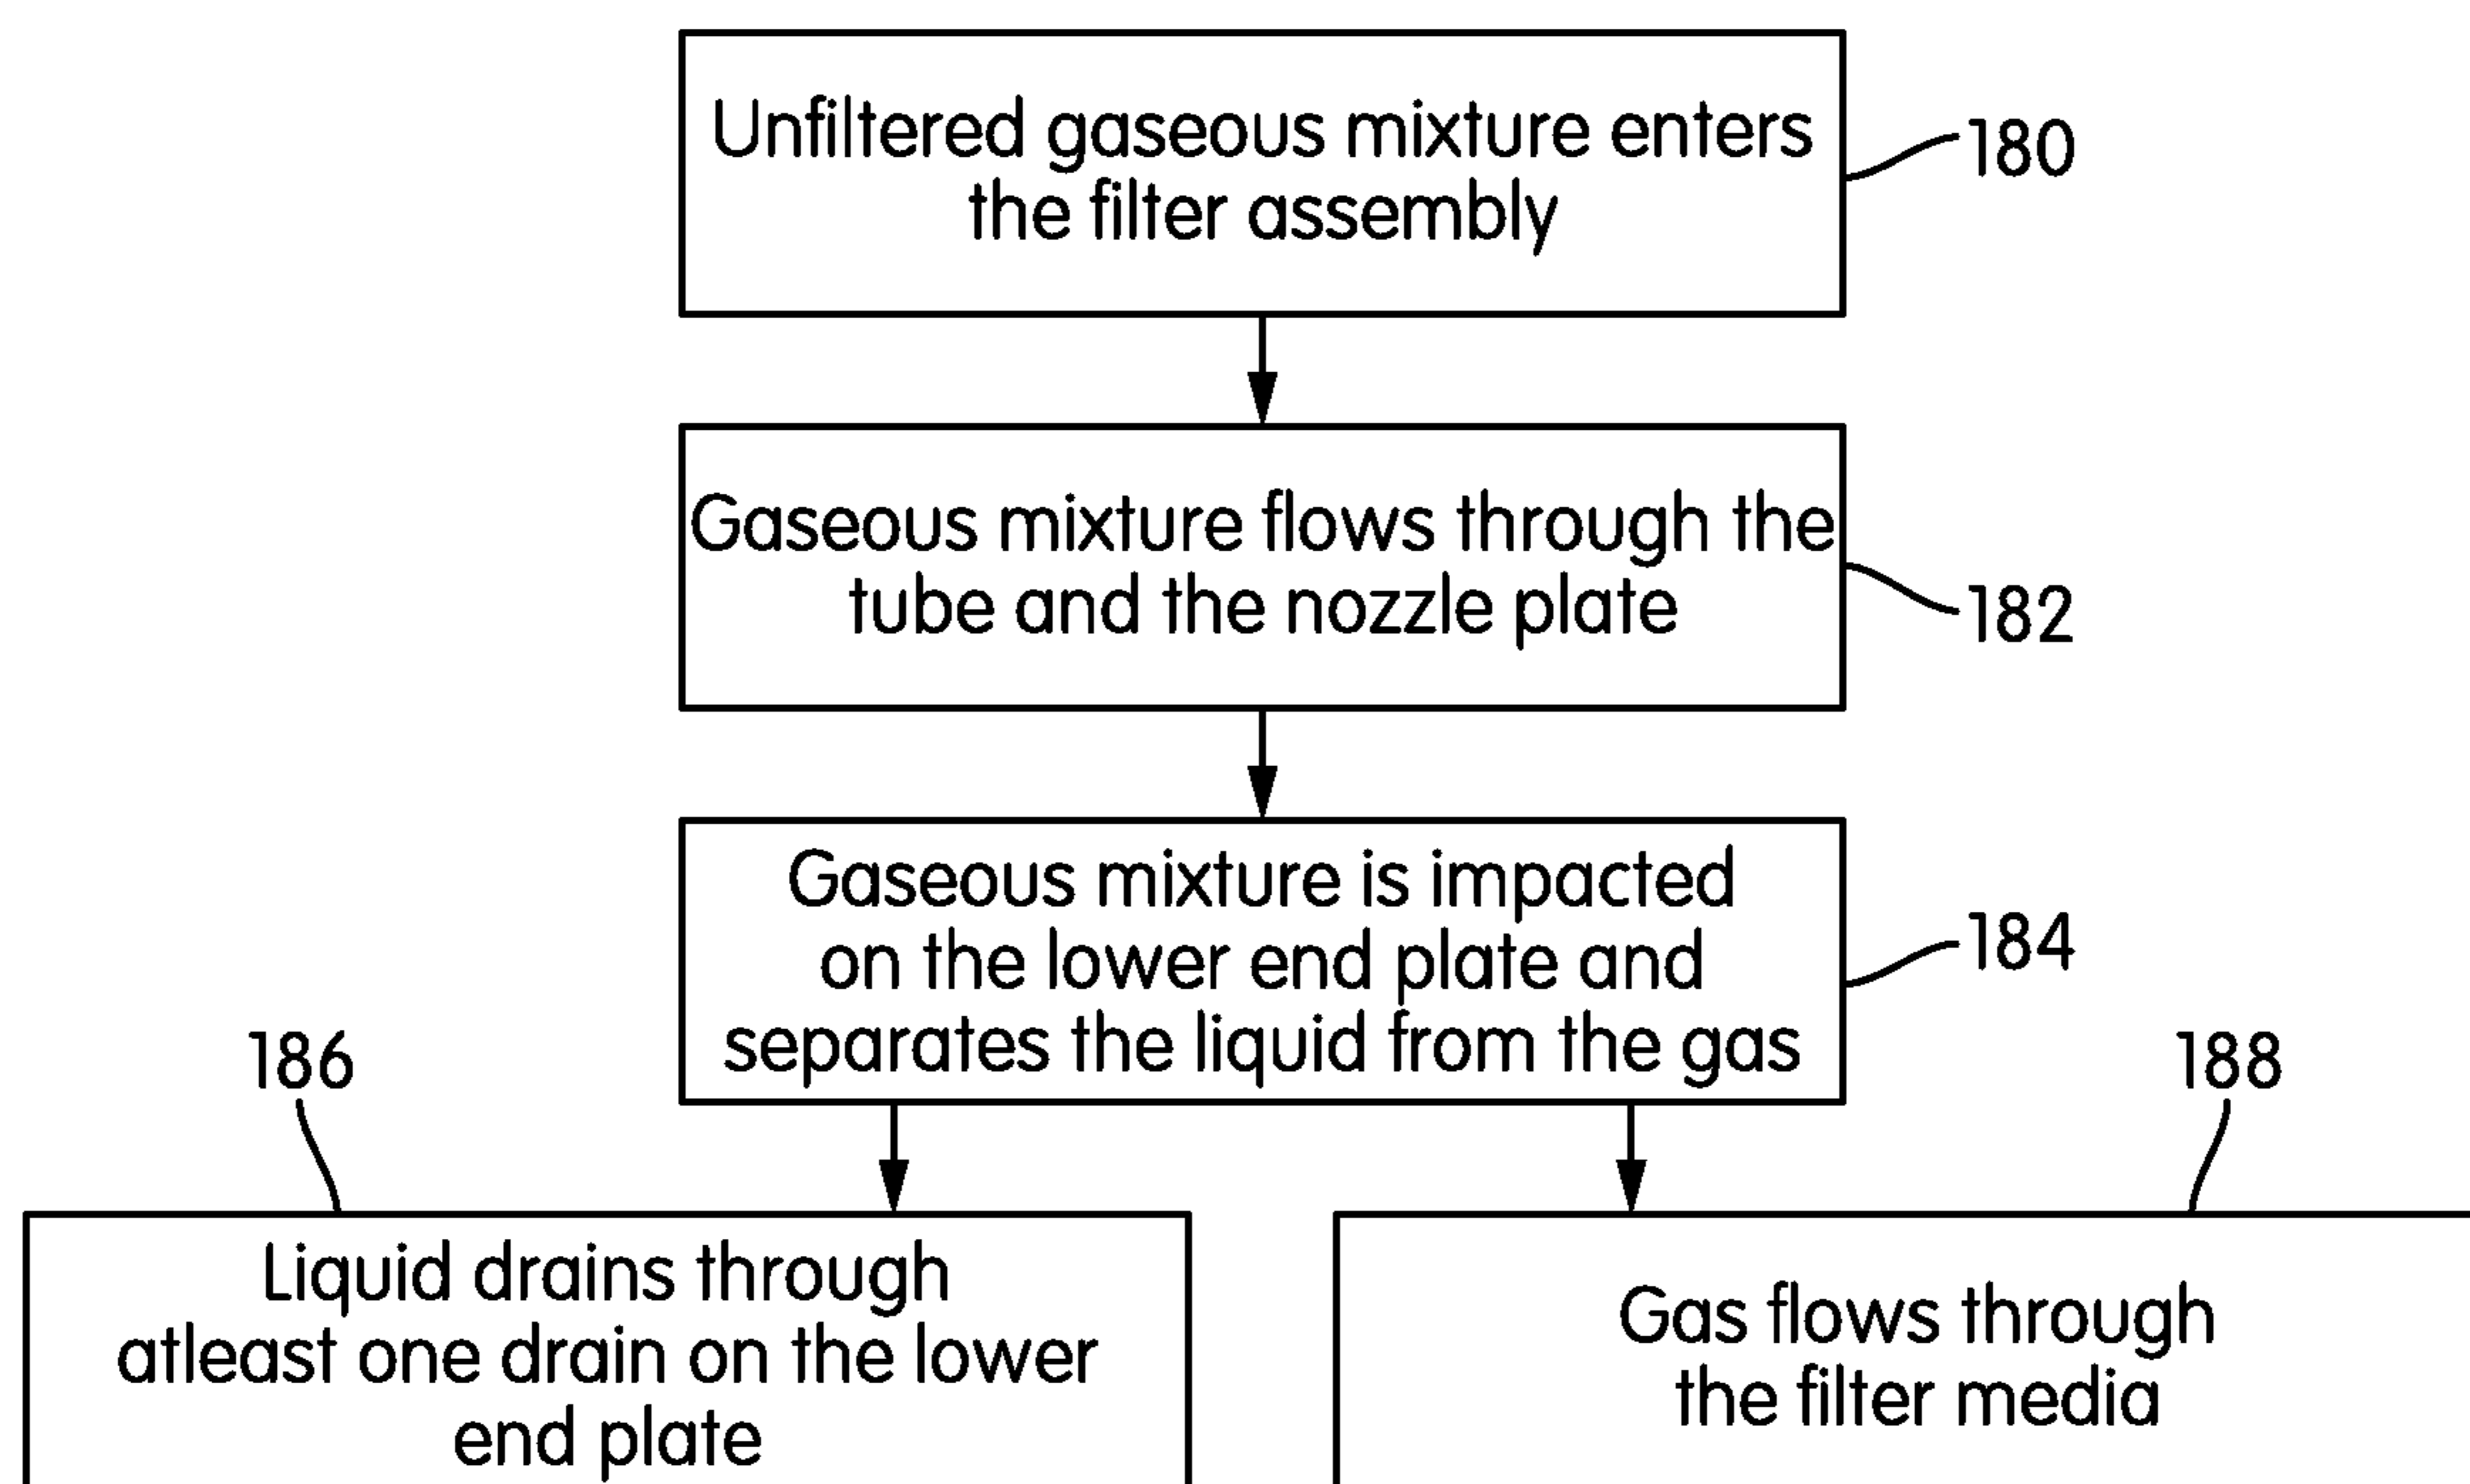 Unfiltered gaseous mixture enters
the filter assembly
180
Gaseous mixture flows through the
tube and the nozzle plate
182
Gaseous mixture is impacted
on the lower end plate and
separates the liquid from the gas
184
186
188
Liquid drains through
atleast one drain on the lower
end plate
Gas flows through
the filter media